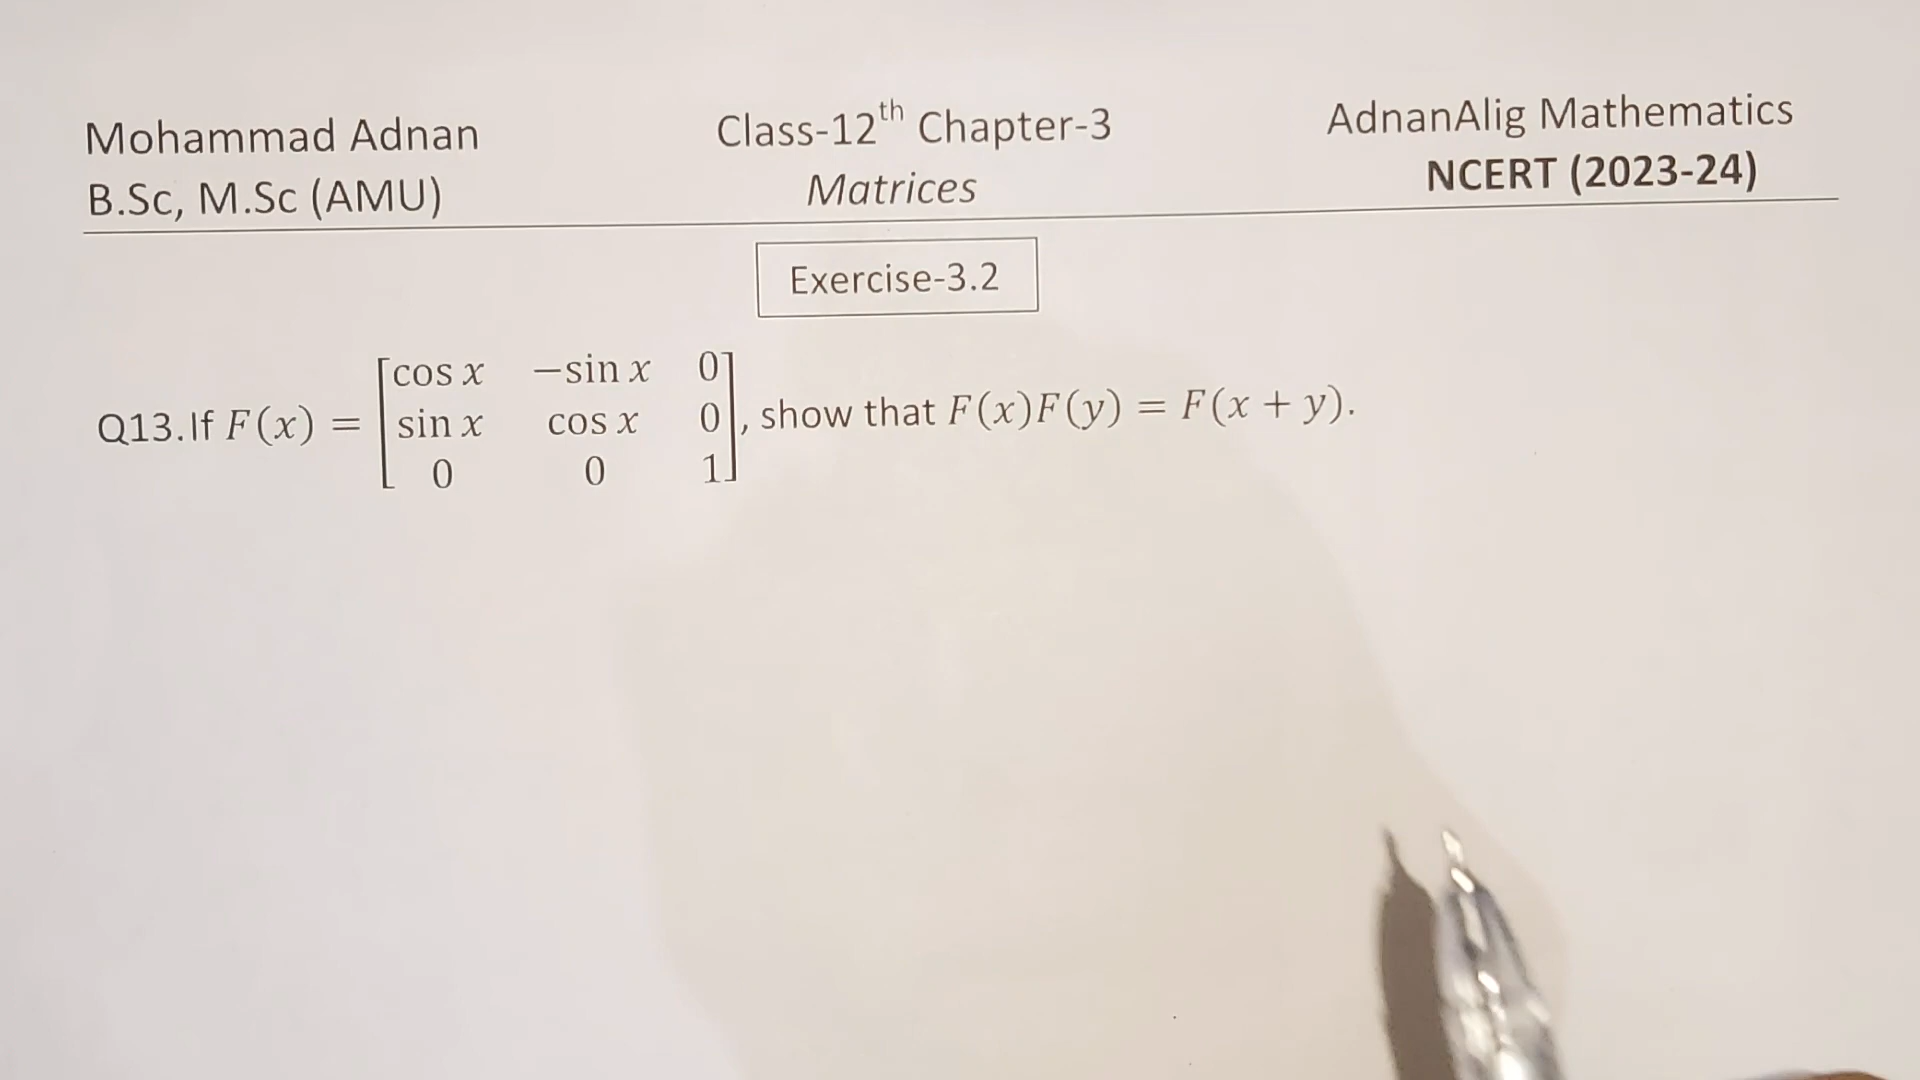 Mohammad Adnan
B.Sc, M.Sc (AMU)
Class-12th Chapter-3
Matrices
AdnanAlig Mathematics
NCERT (2023-24)
Exercise-3.2
Q13.If F(x) = [cos x −sin x 0
sin x cos x 0
0 0 1], show that F(x)F(y) = F(x + y).